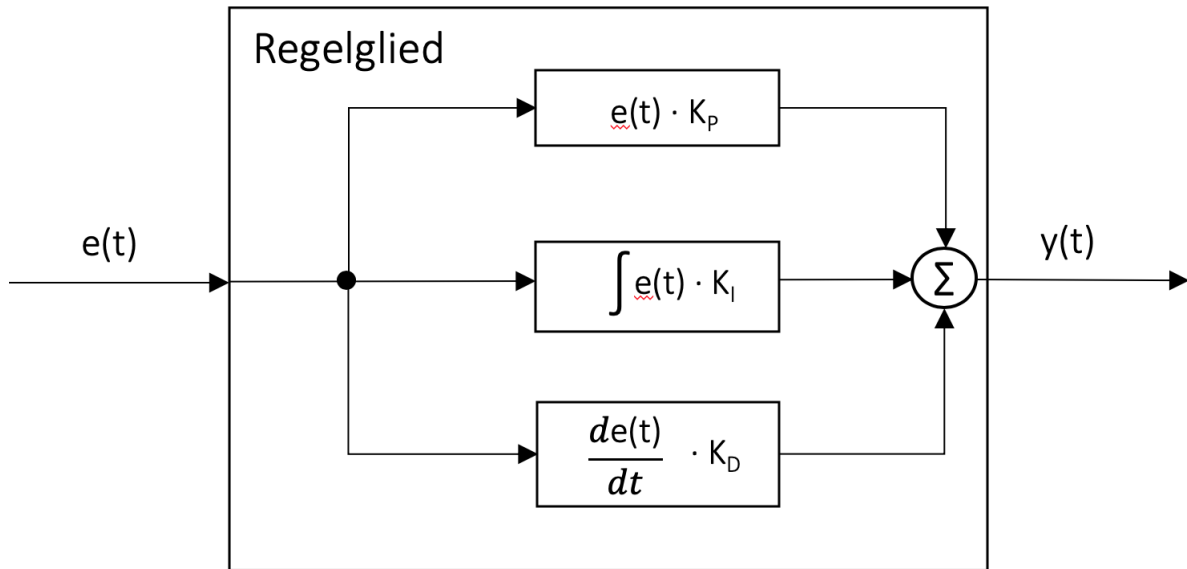 Regelglied
e(t) · K_P
e(t)
∫ e(t) · K_I
Σ
y(t)
de(t)
dt
· K_D